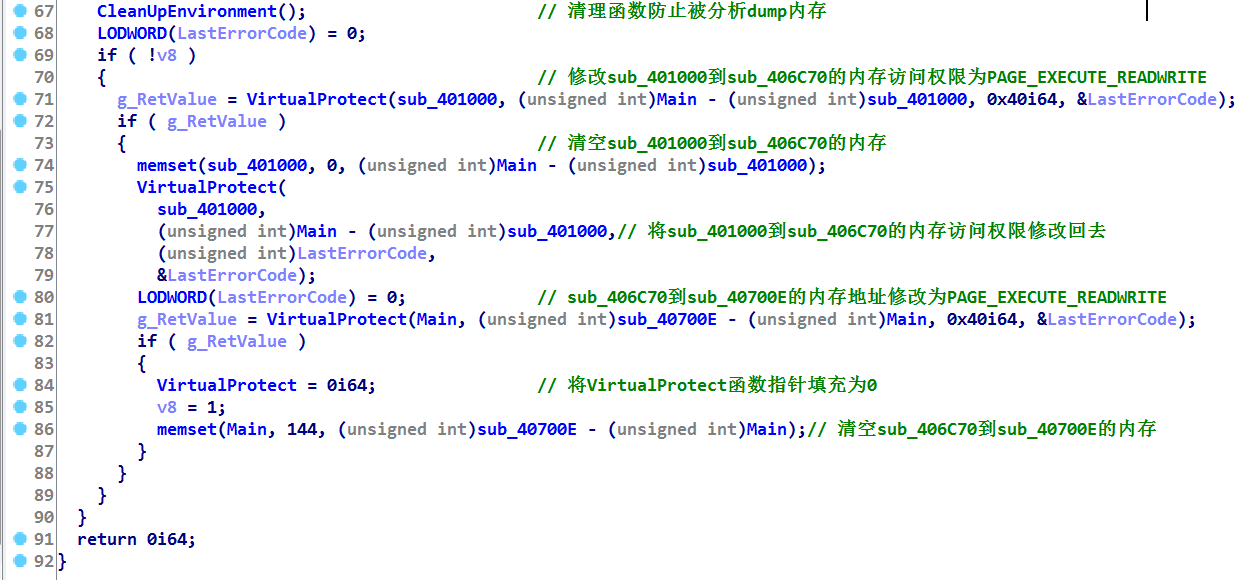 67 CleanUpEnvironment(); // 清理函数防止被分析dump内存
68 LODWORD(LastErrorCode) = 0;
69 if ( !v8 )
70 { // 修改sub_401000到sub_406C70的内存访问权限为PAGE_EXECUTE_READWRITE
71 g_RetValue = VirtualProtect(sub_401000, (unsigned int)Main - (unsigned int)sub_401000, 0x40i64, &LastErrorCode);
72 if ( g_RetValue )
73 { // 清空sub_401000到sub_406C70的内存
74 memset(sub_401000, 0, (unsigned int)Main - (unsigned int)sub_401000);
75 VirtualProtect(
76 sub_401000,
77 (unsigned int)Main - (unsigned int)sub_401000,// 将sub_401000到sub_406C70的内存访问权限修改回去
78 (unsigned int)LastErrorCode,
79 &LastErrorCode);
80 LODWORD(LastErrorCode) = 0; // sub_406C70到sub_40700E的内存地址修改为PAGE_EXECUTE_READWRITE
81 g_RetValue = VirtualProtect(Main, (unsigned int)sub_40700E - (unsigned int)Main, 0x40i64, &LastErrorCode);
82 if ( g_RetValue )
83 {
84 VirtualProtect = 0i64; // 将VirtualProtect函数指针填充为0
85 v8 = 1;
86 memset(Main, 144, (unsigned int)sub_40700E - (unsigned int)Main);// 清空sub_406C70到sub_40700E的内存
87 }
88 }
89 }
90 }
91 return 0i64;
92 }